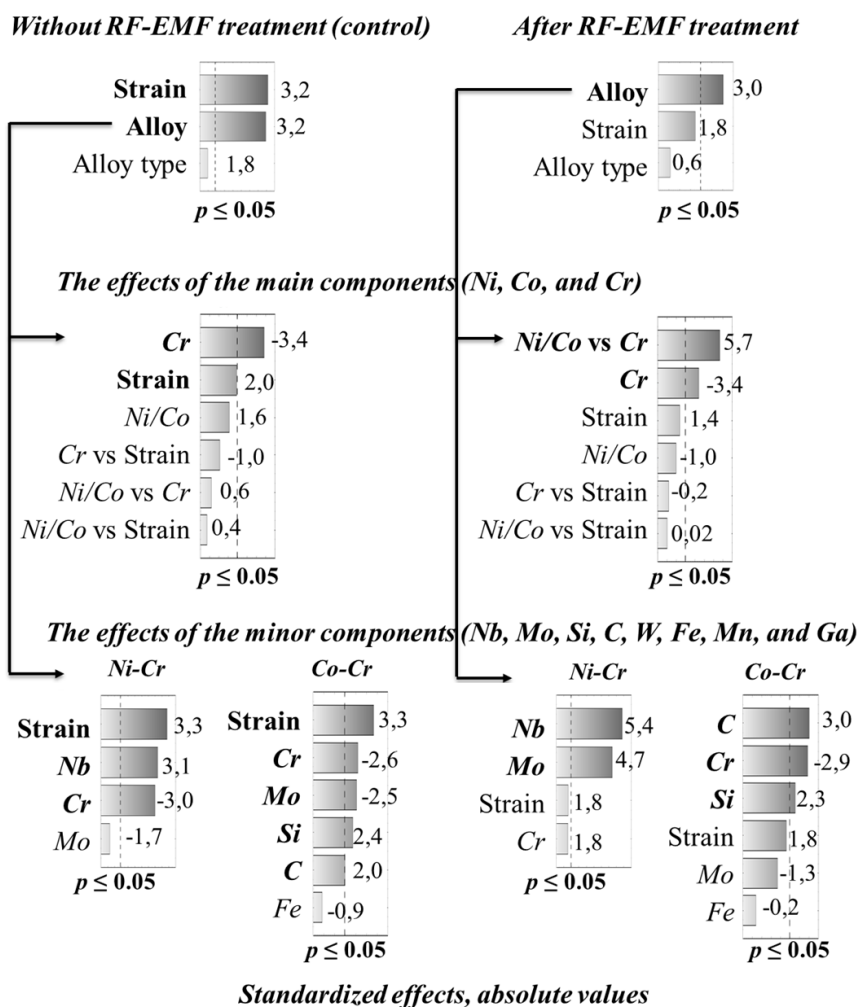 Without RF-EMF treatment (control)
After RF-EMF treatment
Strain 3,2
Alloy 3,2
Alloy type 1,8
p ≤ 0.05
Alloy 3,0
Strain 1,8
Alloy type 0,6
p ≤ 0.05
The effects of the main components (Ni, Co, and Cr)
Cr -3,4
Strain 2,0
Ni/Co 1,6
Cr vs Strain -1,0
Ni/Co vs Cr 0,6
Ni/Co vs Strain 0,4
p ≤ 0.05
Ni/Co vs Cr 5,7
Cr -3,4
Strain 1,4
Ni/Co -1,0
Cr vs Strain -0,2
Ni/Co vs Strain 0,02
p ≤ 0.05
The effects of the minor components (Nb, Mo, Si, C, W, Fe, Mn, and Ga)
Ni-Cr
Strain 3,3
Nb 3,1
Cr -3,0
Mo -1,7
p ≤ 0.05
Co-Cr
Strain 3,3
Cr -2,6
Mo -2,5
Si 2,4
C 2,0
Fe -0,9
p ≤ 0.05
Ni-Cr
Nb 5,4
Mo 4,7
Strain 1,8
Cr 1,8
p ≤ 0.05
Co-Cr
C 3,0
Cr -2,9
Si 2,3
Strain 1,8
Mo -1,3
Fe -0,2
p ≤ 0.05
Standardized effects, absolute values